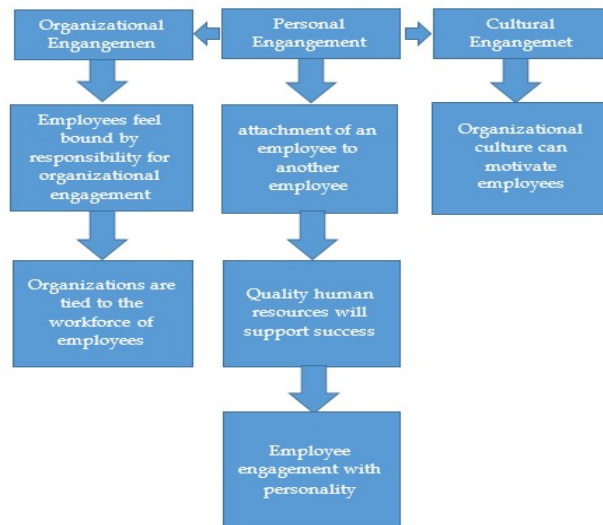 Organizational
Engangemen
Personal
Engangement
Cultural
Engangemet
Employees feel
bound by
responsibility for
organizational
engagement
attachment of an
employee to
another
employee
Organizational
culture can
motivate
employees
Organizations are
tied to the
workforce of
employees
Quality human
resources will
support success
Employee
engagement with
personality